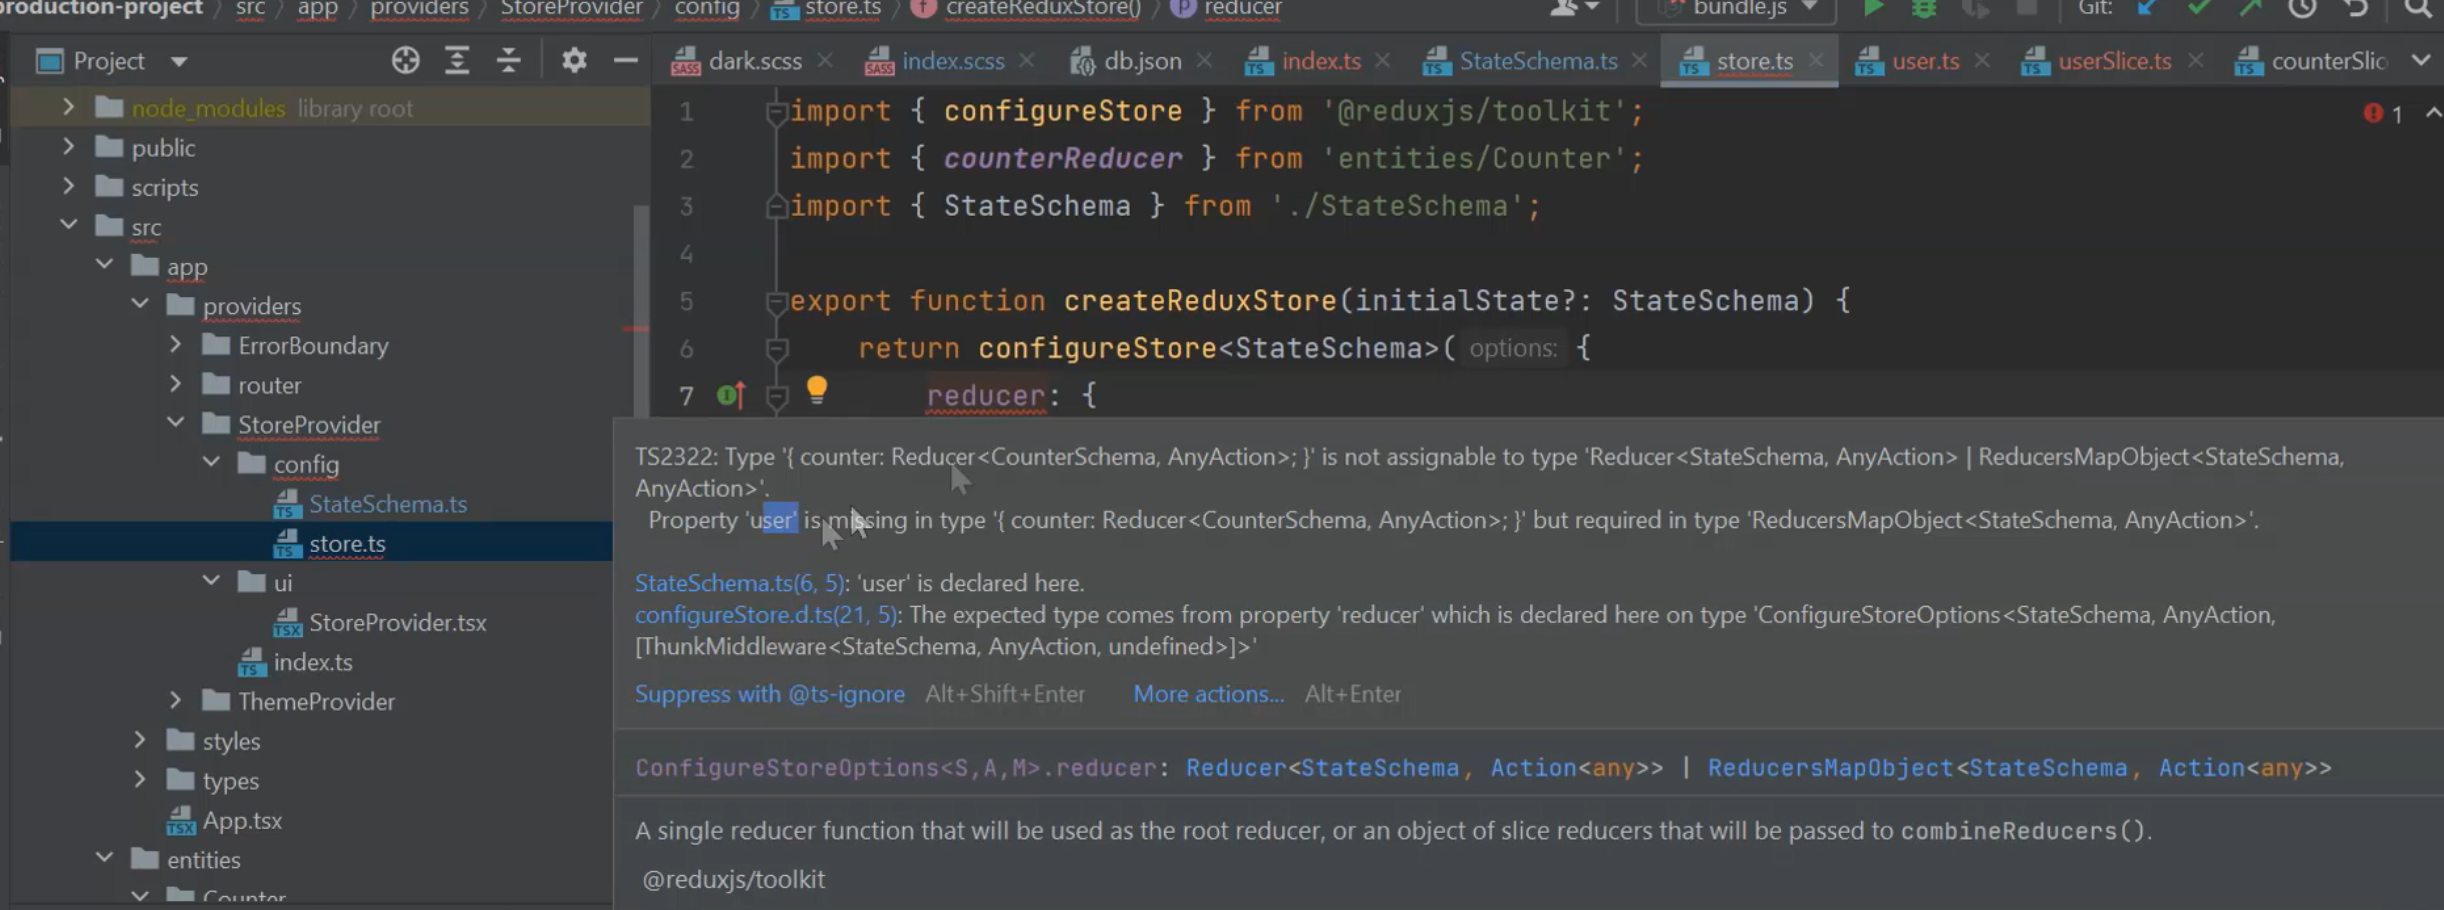 production-project src app providers StoreProvider config store.ts createReduxStore() reducer bundle.js Git:
Project
dark.scss index.scss db.json index.ts StateSchema.ts store.ts user.ts userSlice.ts counterSlic
node_modules library root
public
scripts
src
app
providers
ErrorBoundary
router
StoreProvider
config
StateSchema.ts
store.ts
ui
StoreProvider.tsx
index.ts
ThemeProvider
styles
types
App.tsx
entities
Counter
1 import { configureStore } from '@reduxjs/toolkit';
2 import { counterReducer } from 'entities/Counter';
3 import { StateSchema } from './StateSchema';
4
5 export function createReduxStore(initialState?: StateSchema) {
6 return configureStore<StateSchema>( options: {
7 reducer: {
1
TS2322: Type '{ counter: Reducer<CounterSchema, AnyAction>; }' is not assignable to type 'Reducer<StateSchema, AnyAction> | ReducersMapObject<StateSchema,
AnyAction>'.
Property 'user' is missing in type '{ counter: Reducer<CounterSchema, AnyAction>; }' but required in type 'ReducersMapObject<StateSchema, AnyAction>'.
StateSchema.ts(6, 5): 'user' is declared here.
configureStore.d.ts(21, 5): The expected type comes from property 'reducer' which is declared here on type 'ConfigureStoreOptions<StateSchema, AnyAction,
[ThunkMiddleware<StateSchema, AnyAction, undefined>]>'
Suppress with @ts-ignore Alt+Shift+Enter More actions... Alt+Enter
ConfigureStoreOptions<S,A,M>.reducer: Reducer<StateSchema, Action<any>> | ReducersMapObject<StateSchema, Action<any>>
A single reducer function that will be used as the root reducer, or an object of slice reducers that will be passed to combineReducers().
@reduxjs/toolkit